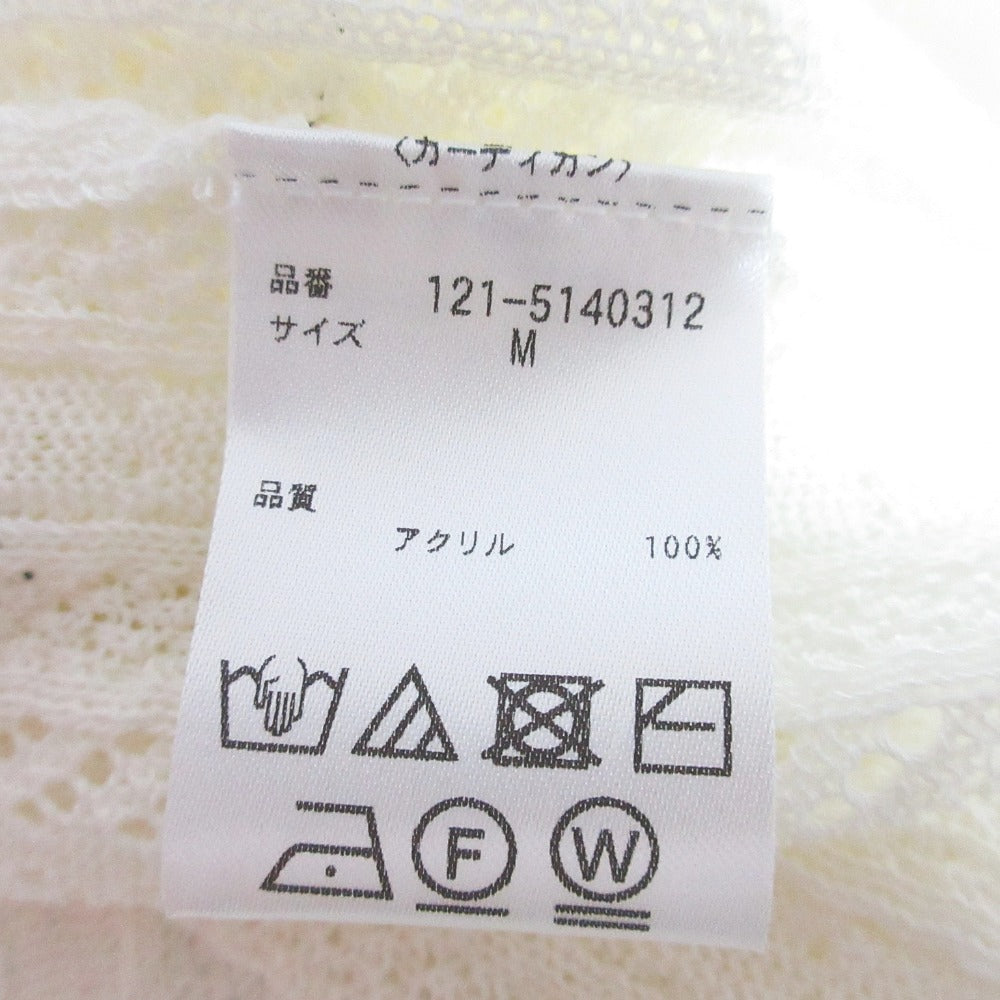 〈カーディガン〉
品番 121-5140312
サイズ M
品質
アクリル 100%
F W